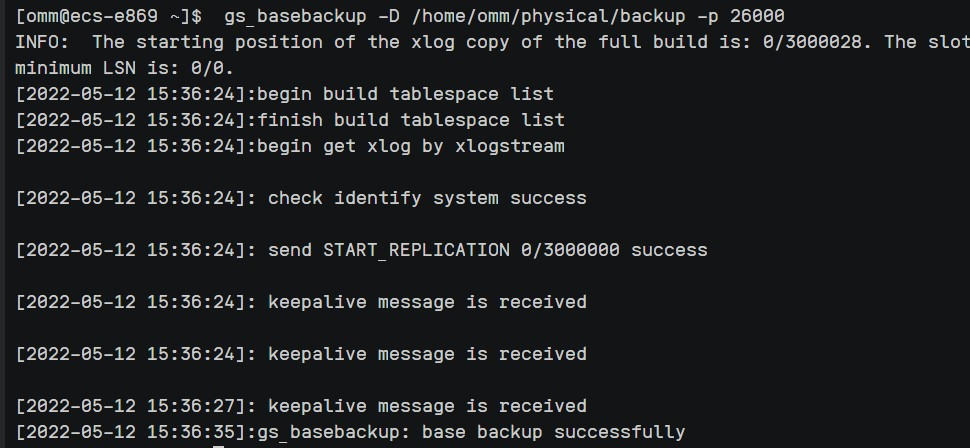 [omm@ecs-e869 ~]$  gs_basebackup -D /home/omm/physical/backup -p 26000
INFO:  The starting position of the xlog copy of the full build is: 0/3000028. The slot
minimum LSN is: 0/0.
[2022-05-12 15:36:24]:begin build tablespace list
[2022-05-12 15:36:24]:finish build tablespace list
[2022-05-12 15:36:24]:begin get xlog by xlogstream
[2022-05-12 15:36:24]: check identify system success
[2022-05-12 15:36:24]: send START_REPLICATION 0/3000000 success
[2022-05-12 15:36:24]: keepalive message is received
[2022-05-12 15:36:24]: keepalive message is received
[2022-05-12 15:36:27]: keepalive message is received
[2022-05-12 15:36:35]:gs_basebackup: base backup successfully